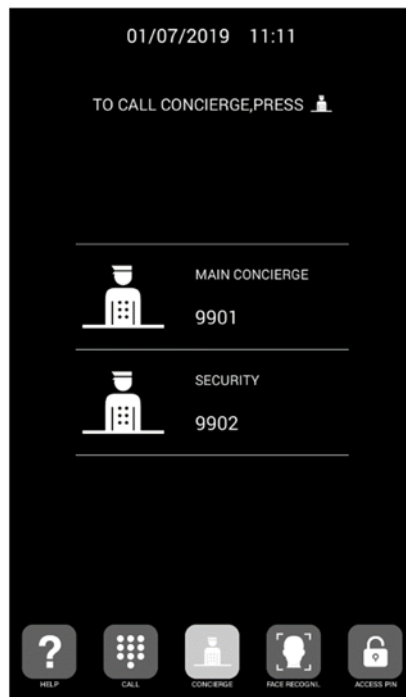 01/07/2019 11:11
TO CALL CONCIERGE,PRESS
MAIN CONCIERGE
9901
SECURITY
9902
?
HELP
CALL
CONCIERGE
FACE RECOGNI..
ACCESS PIN